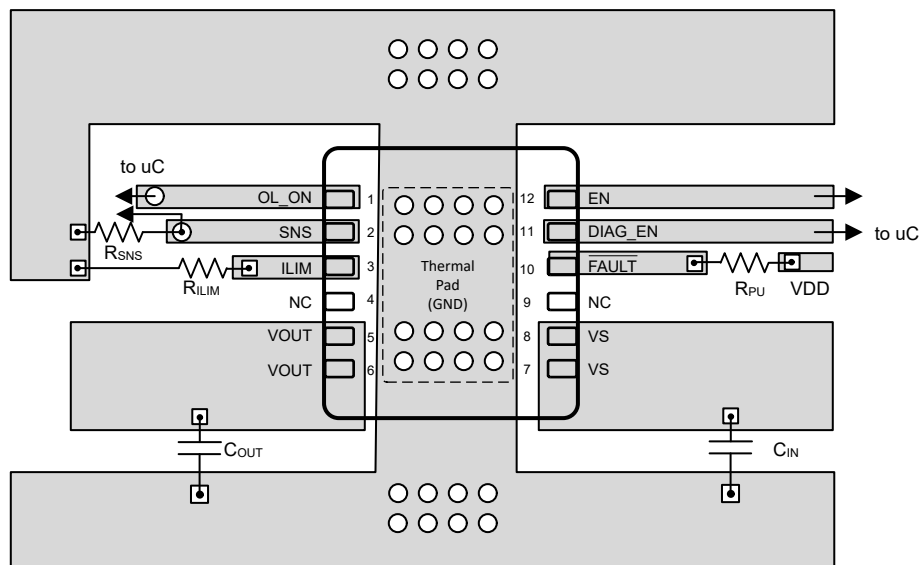 to uC
OL_ON 1 12 EN
SNS 2 11 DIAG_EN
to uC
RSNS
ILIM 3 10 FAULT
Thermal
Pad
(GND)
RILIM
RPU VDD
NC 4 9 NC
VOUT 5 8 VS
VOUT 6 7 VS
COUT
CIN